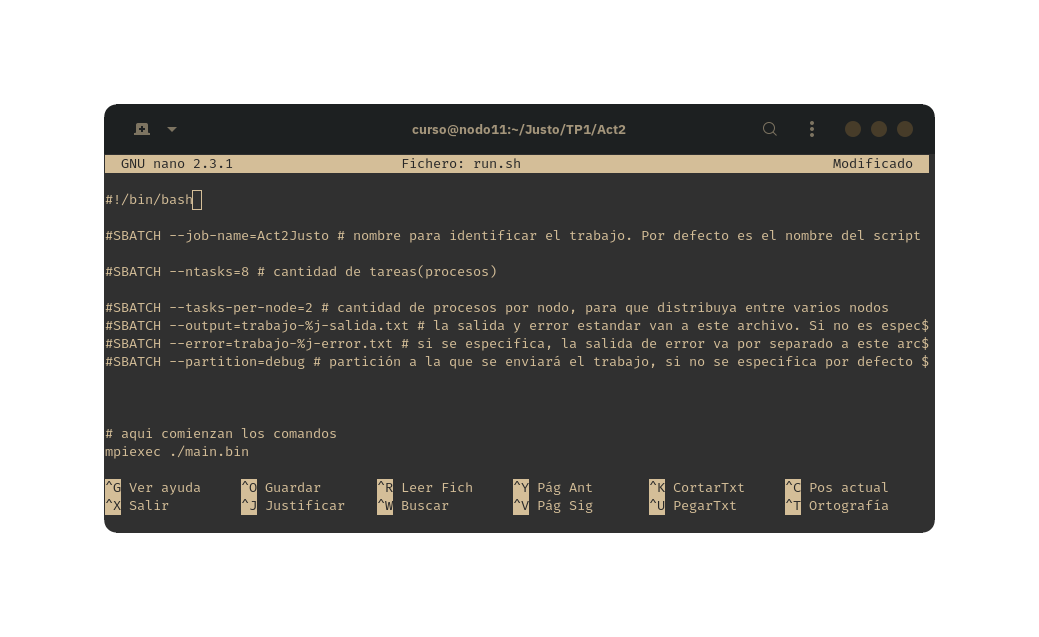 curso@nodo11:~/Justo/TP1/Act2
GNU nano 2.3.1 Fichero: run.sh Modificado
#!/bin/bash
#SBATCH --job-name=Act2Justo # nombre para identificar el trabajo. Por defecto es el nombre del script
#SBATCH --ntasks=8 # cantidad de tareas(procesos)
#SBATCH --tasks-per-node=2 # cantidad de procesos por nodo, para que distribuya entre varios nodos
#SBATCH --output=trabajo-%j-salida.txt # la salida y error estandar van a este archivo. Si no es espec$
#SBATCH --error=trabajo-%j-error.txt # si se especifica, la salida de error va por separado a este arc$
#SBATCH --partition=debug # partición a la que se enviará el trabajo, si no se especifica por defecto $
# aqui comienzan los comandos
mpiexec ./main.bin
^G Ver ayuda ^O Guardar ^R Leer Fich ^Y Pág Ant ^K CortarTxt ^C Pos actual
^X Salir ^J Justificar ^W Buscar ^V Pág Sig ^U PegarTxt ^T Ortografía